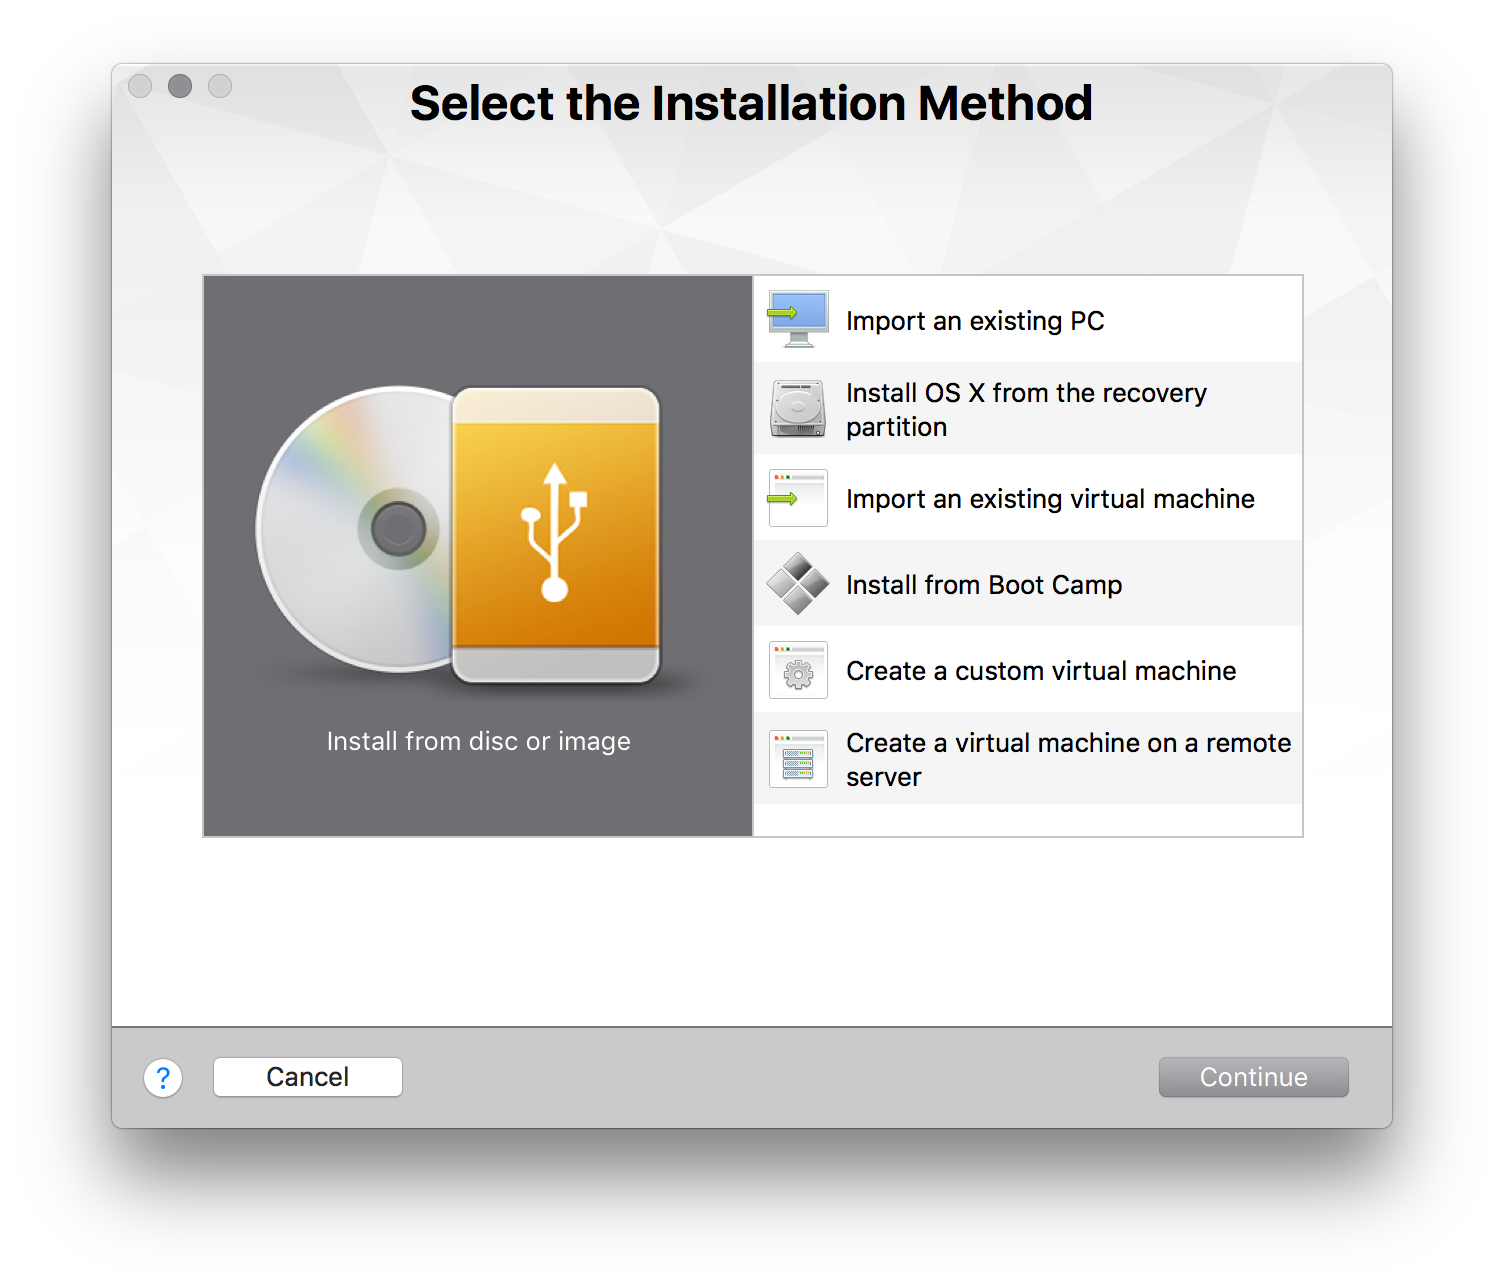 Select the Installation Method
Install from disc or image
Import an existing PC
Install OS X from the recovery
partition
Import an existing virtual machine
Install from Boot Camp
Create a custom virtual machine
Create a virtual machine on a remote
server
?
Cancel
Continue